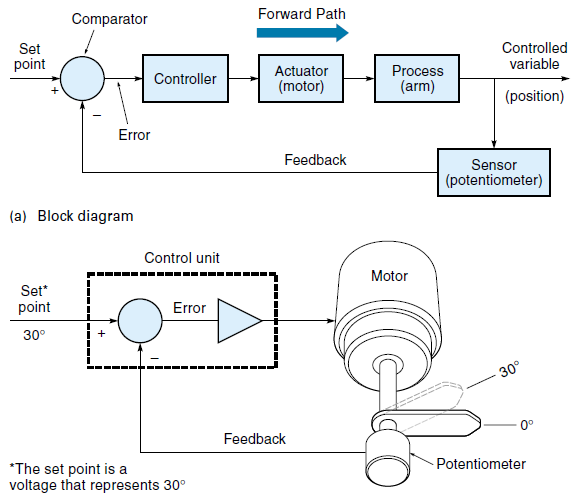 Comparator
Forward Path
Set
point
Controlled
variable
(position)
Controller
Actuator
(motor)
Process
(arm)
+
−
Error
Feedback
Sensor
(potentiometer)
(a) Block diagram
Control unit
Motor
Set*
point
30°
Error
+
−
30°
0°
Feedback
Potentiometer
*The set point is a
voltage that represents 30°